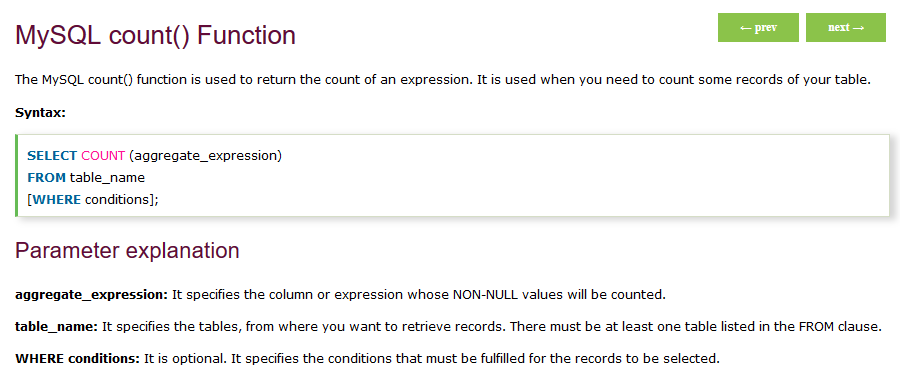 MySQL count() Function
← prev
next →
The MySQL count() function is used to return the count of an expression. It is used when you need to count some records of your table.
Syntax:
SELECT COUNT (aggregate_expression)
FROM table_name
[WHERE conditions];
Parameter explanation
aggregate_expression: It specifies the column or expression whose NON-NULL values will be counted.
table_name: It specifies the tables, from where you want to retrieve records. There must be at least one table listed in the FROM clause.
WHERE conditions: It is optional. It specifies the conditions that must be fulfilled for the records to be selected.